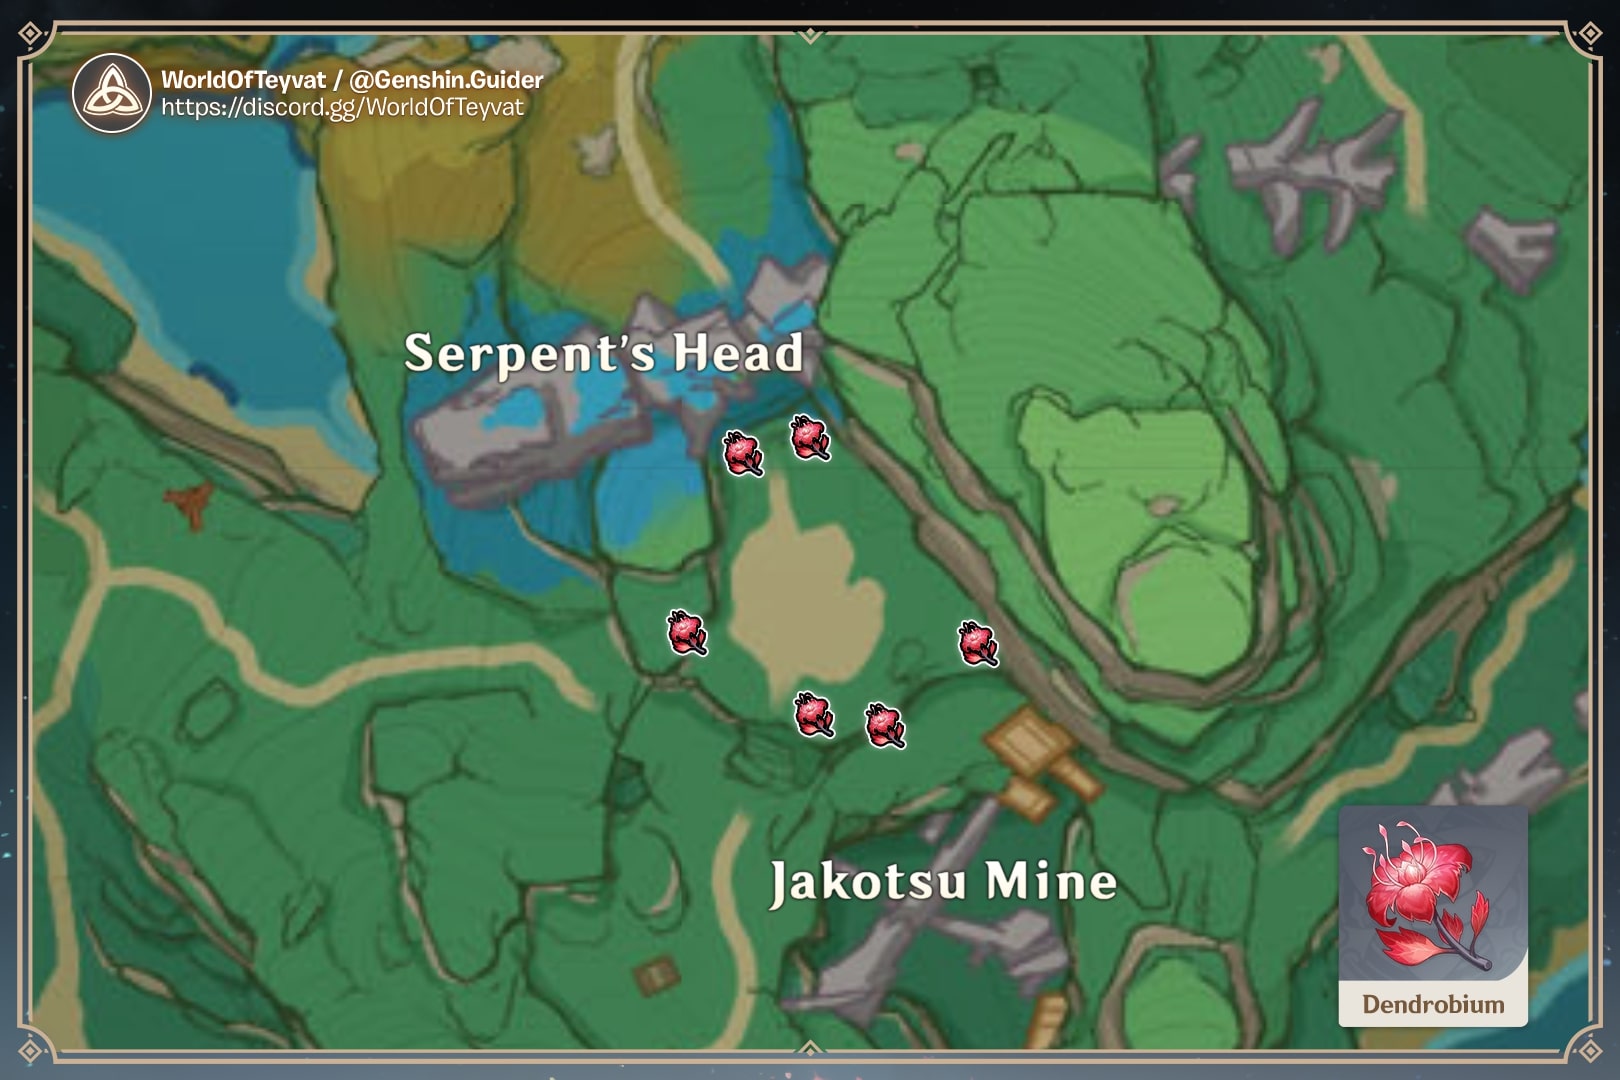 WorldOfTeyvat / @Genshin.Guider
https://discord.gg/WorldOfTeyvat
Serpent's Head
Jakotsu Mine
Dendrobium